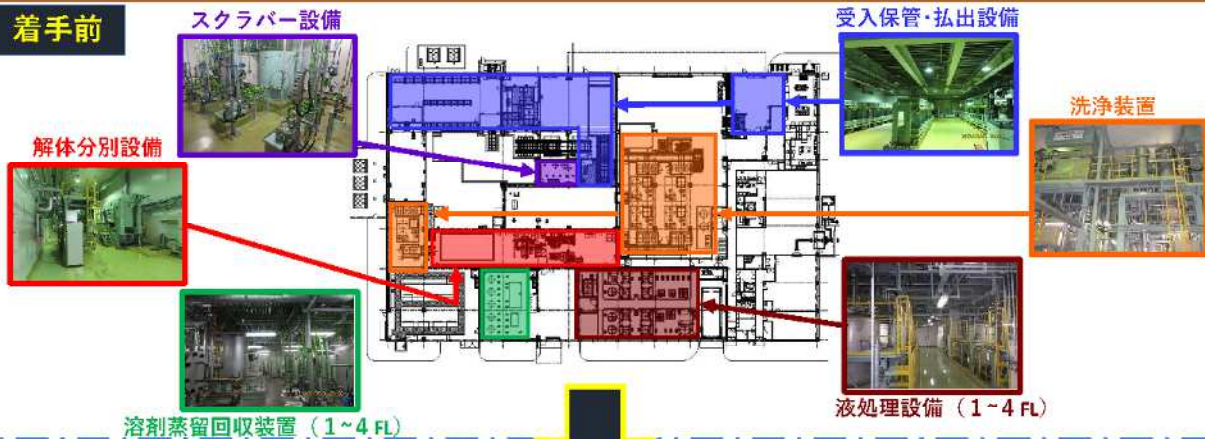 着手前
スクラバー設備
受入保管・払出設備
洗浄装置
解体分別設備
溶剤蒸留回収装置(1~4 FL)
液処理設備(1~4 FL)